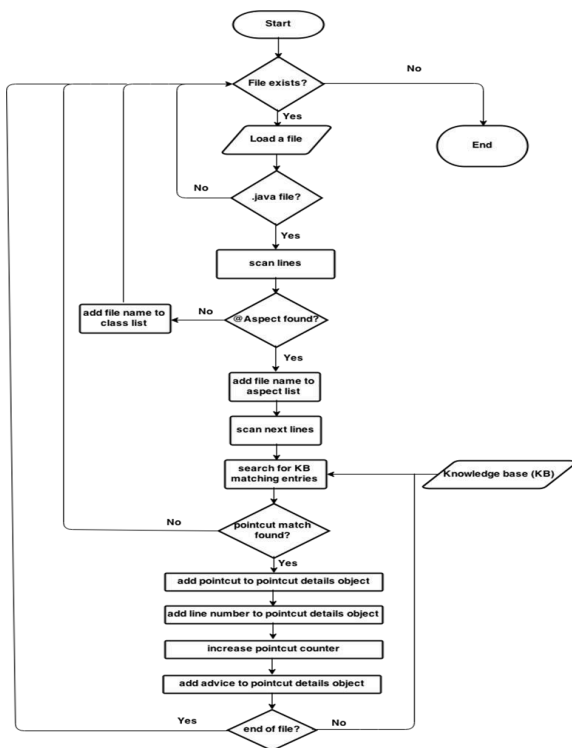 Start
File exists?
No
Yes
Load a file
End
.java file?
No
Yes
scan lines
add file name to
class list
No
@Aspect found?
Yes
add file name to
aspect list
scan next lines
search for KB
matching entries
Knowledge base (KB)
No
pointcut match
found?
Yes
add pointcut to pointcut details object
add line number to pointcut details object
increase pointcut counter
add advice to pointcut details object
Yes
end of file?
No